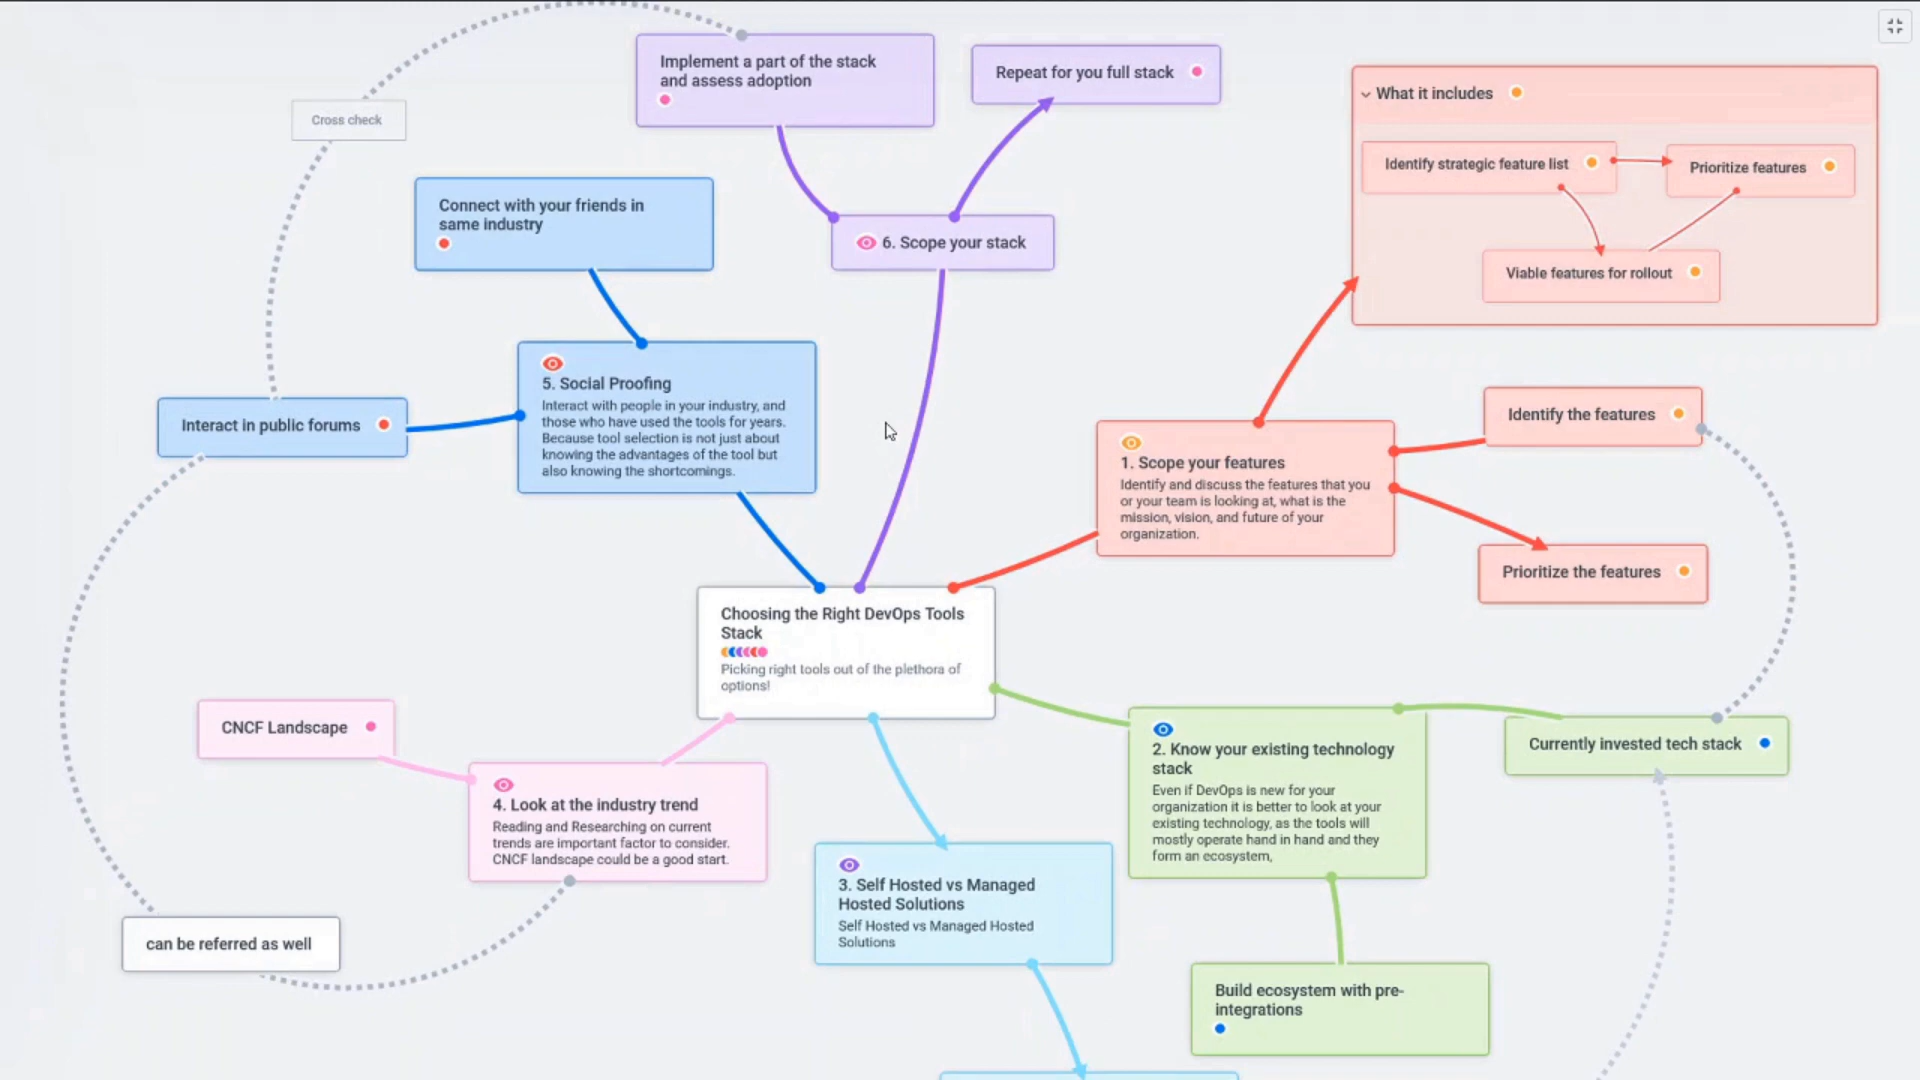 Implement a part of the stack
and assess adoption
Repeat for you full stack
What it includes
Cross check
Identify strategic feature list
Prioritize features
Connect with your friends in
same industry
6. Scope your stack
Viable features for rollout
5. Social Proofing
Interact with people in your industry, and
those who have used the tools for years.
Because tool selection is not just about
knowing the advantages of the tool but
also knowing the shortcomings.
Interact in public forums
Identify the features
1. Scope your features
Identify and discuss the features that you
or your team is looking at, what is the
mission, vision, and future of your
organization.
Prioritize the features
Choosing the Right DevOps Tools
Stack
Picking right tools out of the plethora of
options!
CNCF Landscape
2. Know your existing technology
stack
Even if DevOps is new for your
organization it is better to look at your
existing technology, as the tools will
mostly operate hand in hand and they
form an ecosystem,
Currently invested tech stack
4. Look at the industry trend
Reading and Researching on current
trends are important factor to consider.
CNCF landscape could be a good start.
3. Self Hosted vs Managed
Hosted Solutions
Self Hosted vs Managed Hosted
Solutions
can be referred as well
Build ecosystem with pre-
integrations